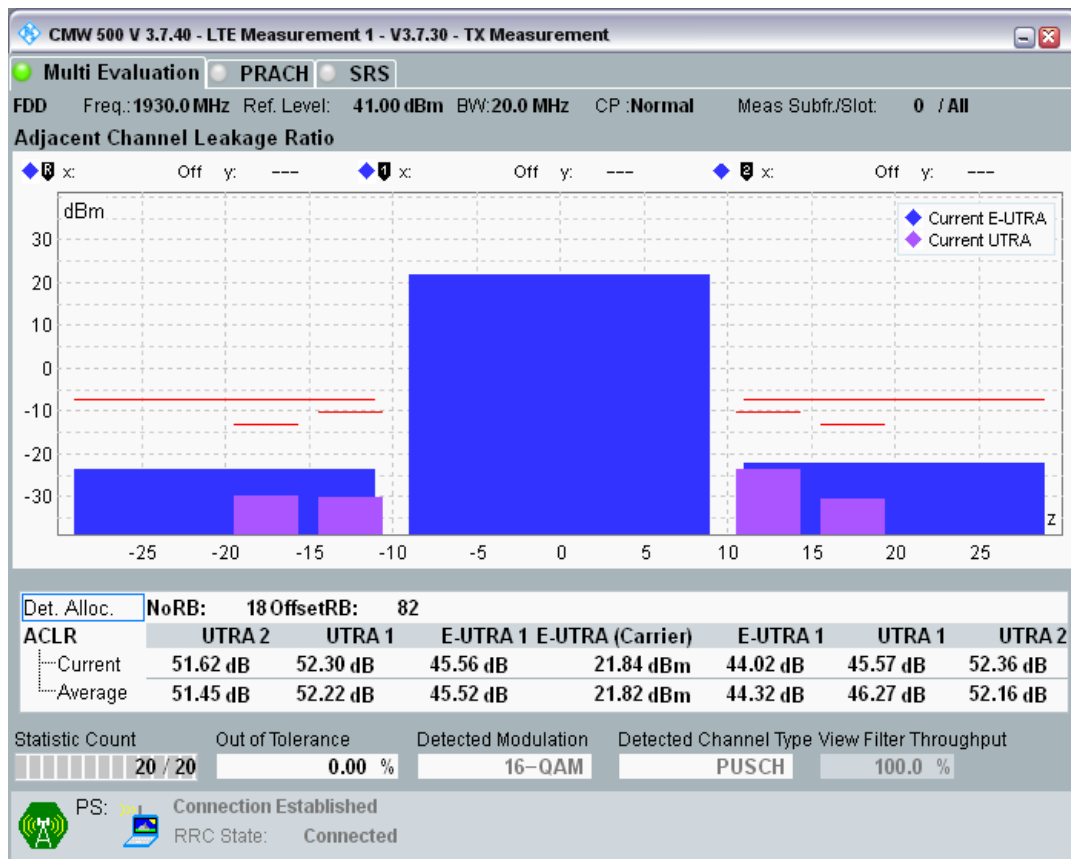 CMW 500 V 3.7.40 - LTE Measurement 1 - V3.7.30 - TX Measurement
Multi Evaluation PRACH SRS
FDD Freq.:1930.0 MHz Ref. Level: 41.00 dBm BW:20.0 MHz CP :Normal Meas Subfr./Slot: 0 / All
Adjacent Channel Leakage Ratio
R x: Off y: --- 1 x: Off y: --- 2 x: Off y: ---
dBm
Current E-UTRA
Current UTRA
30
20
10
0
-10
-20
-30
z
-25 -20 -15 -10 -5 0 5 10 15 20 25
Det. Alloc. NoRB: 18 OffsetRB: 82
ACLR UTRA 2 UTRA 1 E-UTRA 1 E-UTRA (Carrier) E-UTRA 1 UTRA 1 UTRA 2
Current 51.62 dB 52.30 dB 45.56 dB 21.84 dBm 44.02 dB 45.57 dB 52.36 dB
Average 51.45 dB 52.22 dB 45.52 dB 21.82 dBm 44.32 dB 46.27 dB 52.16 dB
Statistic Count Out of Tolerance Detected Modulation Detected Channel Type View Filter Throughput
20 / 20 0.00 % 16-QAM PUSCH 100.0 %
PS: Connection Established
RRC State: Connected